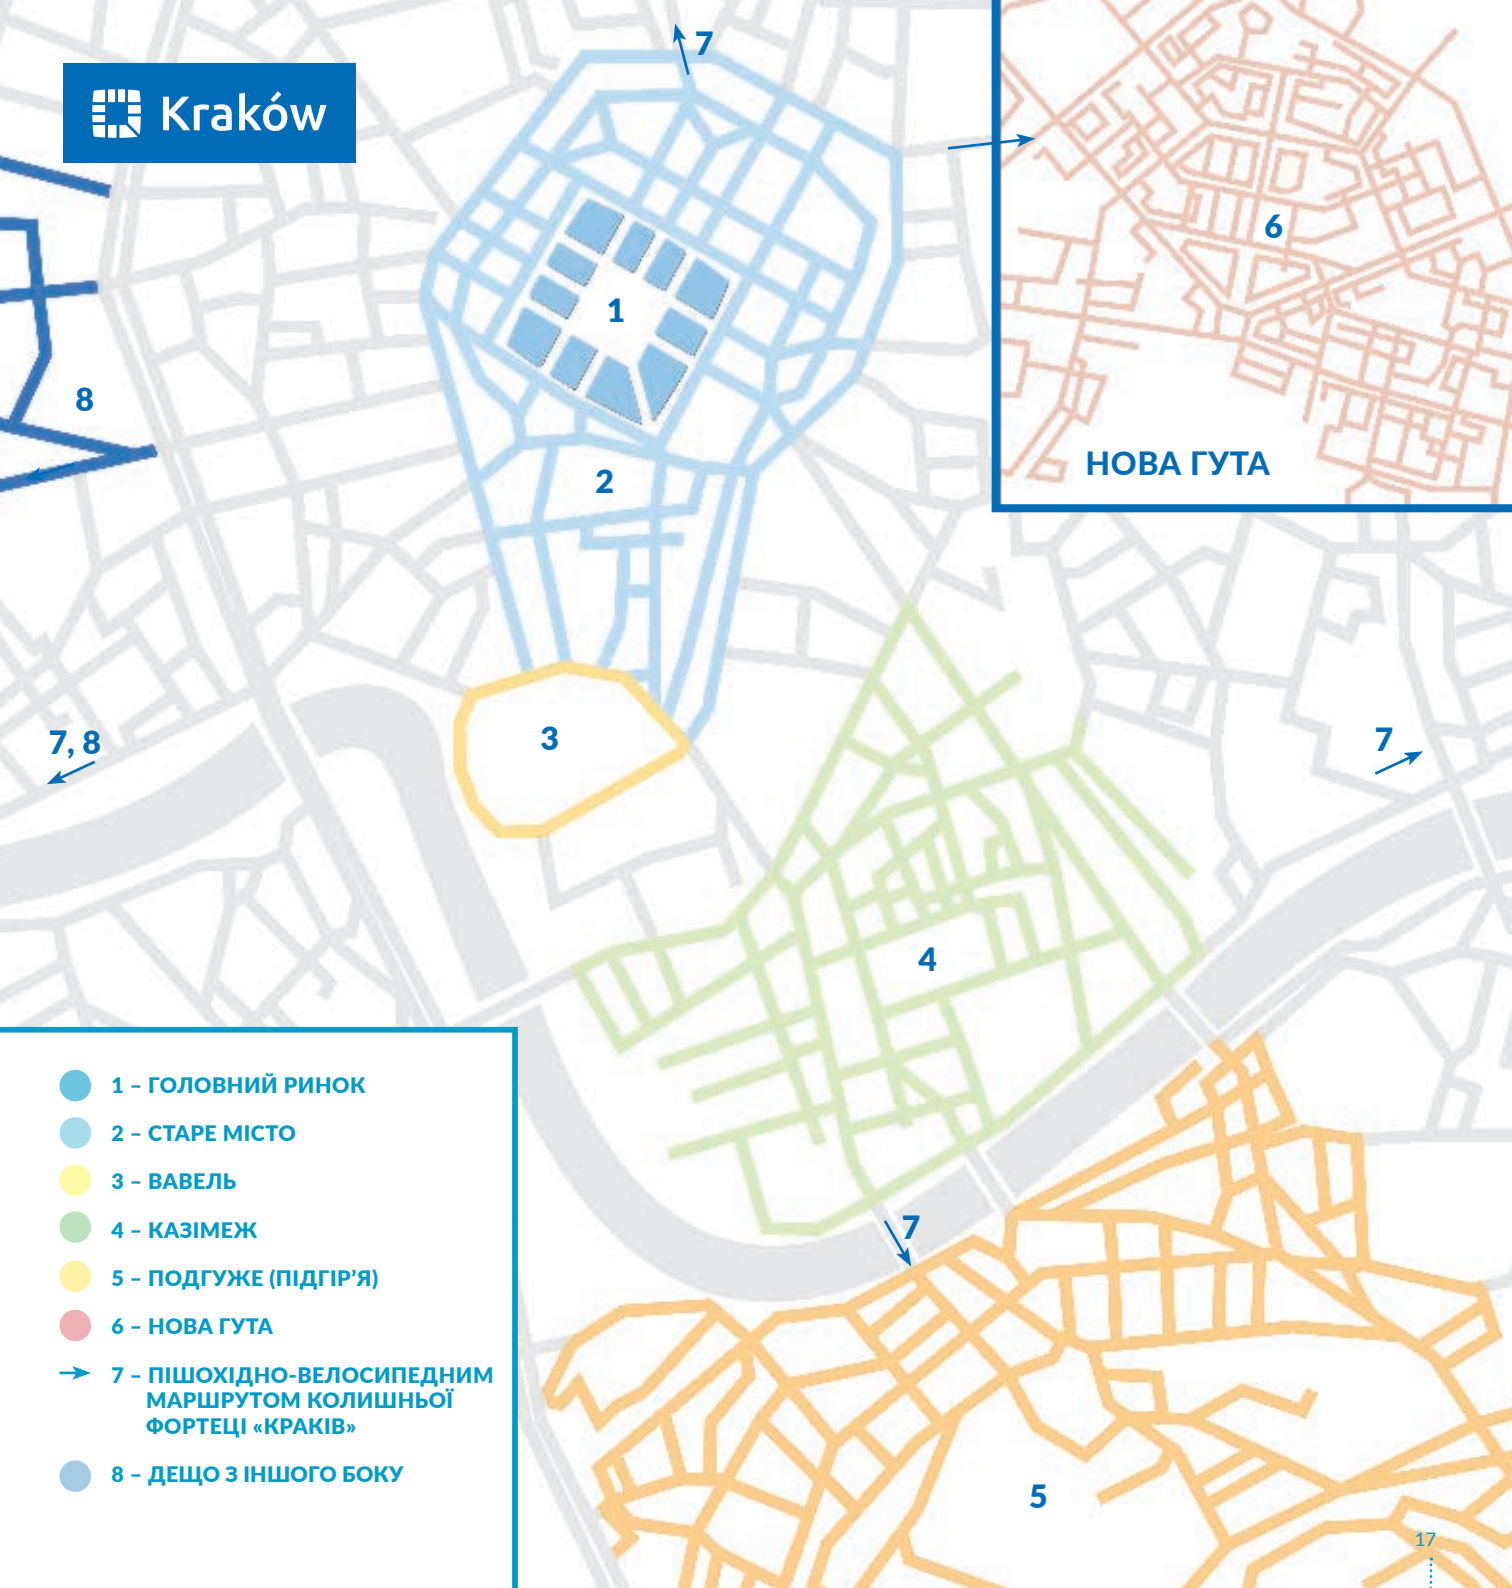 7
Kraków
1
6
8
НОВА ГУТА
2
3
7, 8
7
4
7
5
1 – ГОЛОВНИЙ РИНОК
2 – СТАРЕ МІСТО
3 – ВАВЕЛЬ
4 – КАЗІМЕЖ
5 – ПОДГУЖЕ (ПІДГІР’Я)
6 – НОВА ГУТА
7 – ПІШОХІДНО-ВЕЛОСИПЕДНИМ
МАРШРУТОМ КОЛИШНЬОЇ
ФОРТЕЦІ «КРАКІВ»
8 – ДЕЩО З ІНШОГО БОКУ
17